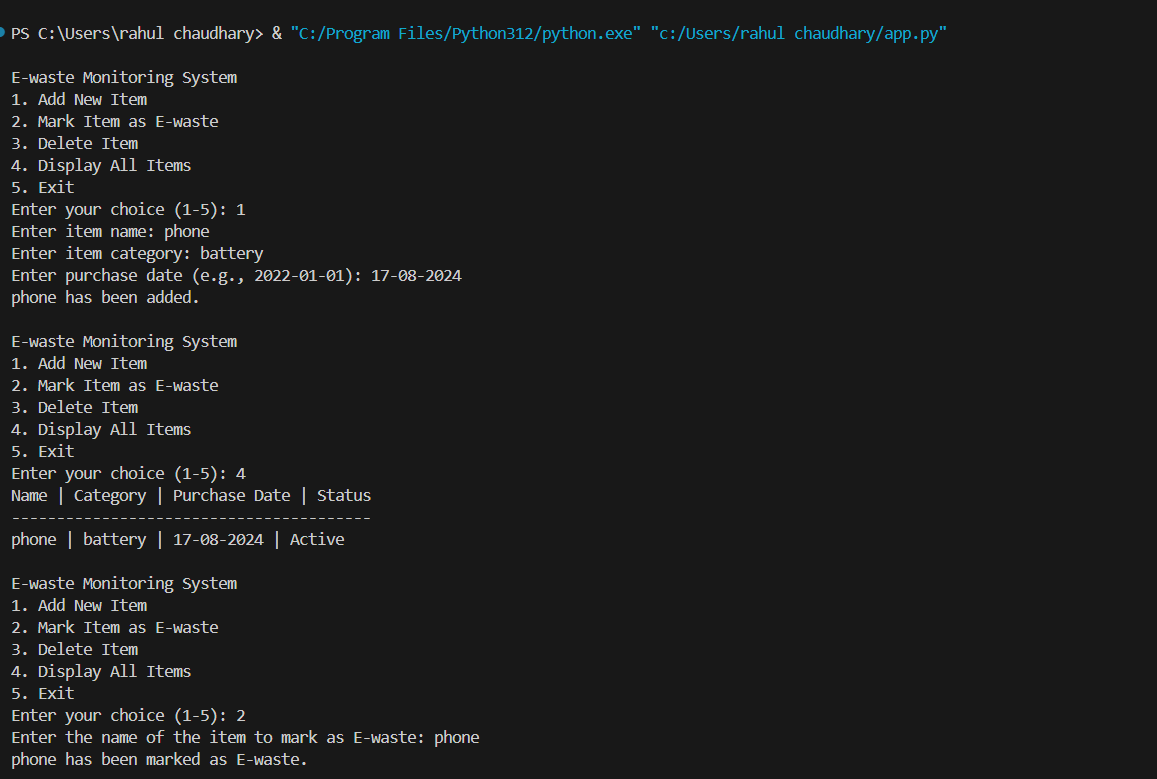 PS C:\Users\rahul chaudhary> & "C:/Program Files/Python312/python.exe" "c:/Users/rahul chaudhary/app.py"

E-waste Monitoring System
1. Add New Item
2. Mark Item as E-waste
3. Delete Item
4. Display All Items
5. Exit
Enter your choice (1-5): 1
Enter item name: phone
Enter item category: battery
Enter purchase date (e.g., 2022-01-01): 17-08-2024
phone has been added.

E-waste Monitoring System
1. Add New Item
2. Mark Item as E-waste
3. Delete Item
4. Display All Items
5. Exit
Enter your choice (1-5): 4
Name | Category | Purchase Date | Status
----------------------------------------
phone | battery | 17-08-2024 | Active

E-waste Monitoring System
1. Add New Item
2. Mark Item as E-waste
3. Delete Item
4. Display All Items
5. Exit
Enter your choice (1-5): 2
Enter the name of the item to mark as E-waste: phone
phone has been marked as E-waste.